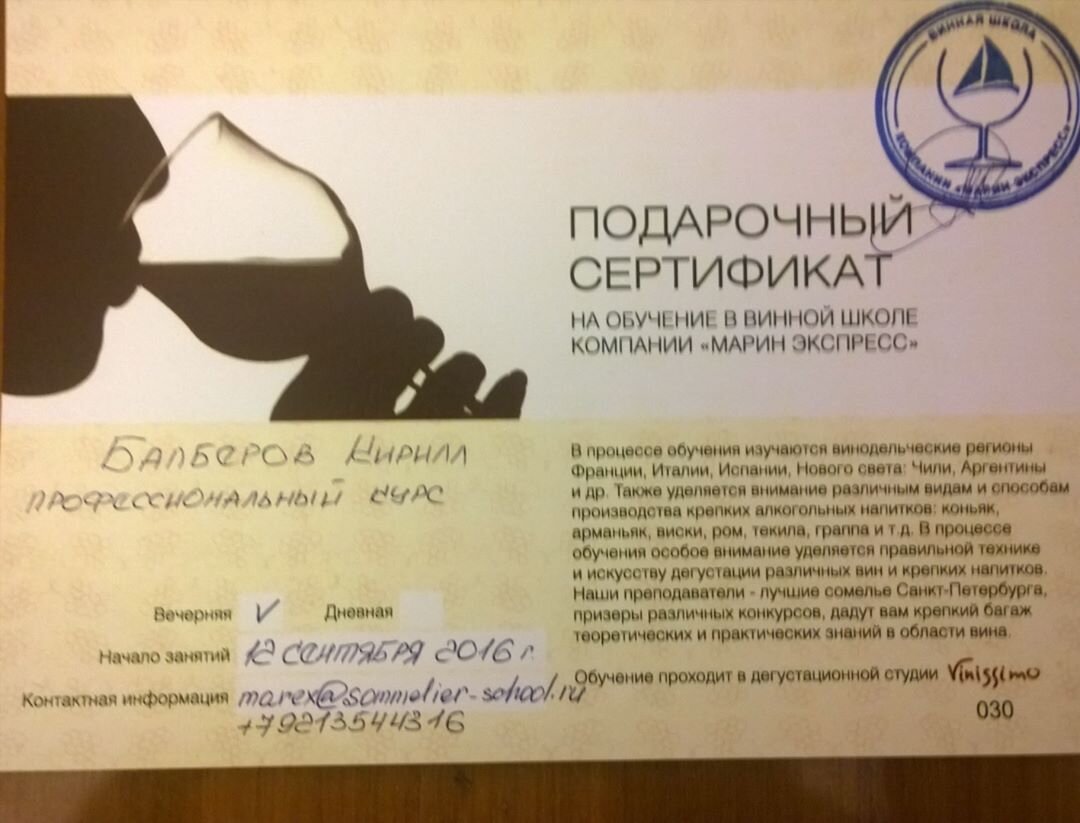 ВИННАЯ ШКОЛА
КОМПАНИИ «МАРИН ЭКСПРЕСС»
ПОДАРОЧНЫЙ
СЕРТИФИКАТ
НА ОБУЧЕНИЕ В ВИННОЙ ШКОЛЕ
КОМПАНИИ «МАРИН ЭКСПРЕСС»
Балберов Кирилл
профессиональный курс
Вечерняя V Дневная
Начало занятий 12 сентября 2016 г.
Контактная информация marex@sommelier-school.ru
+79213544316
В процессе обучения изучаются винодельческие регионы
Франции, Италии, Испании, Нового света: Чили, Аргентины
и др. Также уделяется внимание различным видам и способам
производства крепких алкогольных напитков: коньяк,
арманьяк, виски, ром, текила, граппа и т.д. В процессе
обучения особое внимание уделяется правильной технике
и искусству дегустации различных вин и крепких напитков.
Наши преподаватели - лучшие сомелье Санкт-Петербурга,
призеры различных конкурсов, дадут вам крепкий багаж
теоретических и практических знаний в области вина.
Обучение проходит в дегустационной студии Vinissimo
030